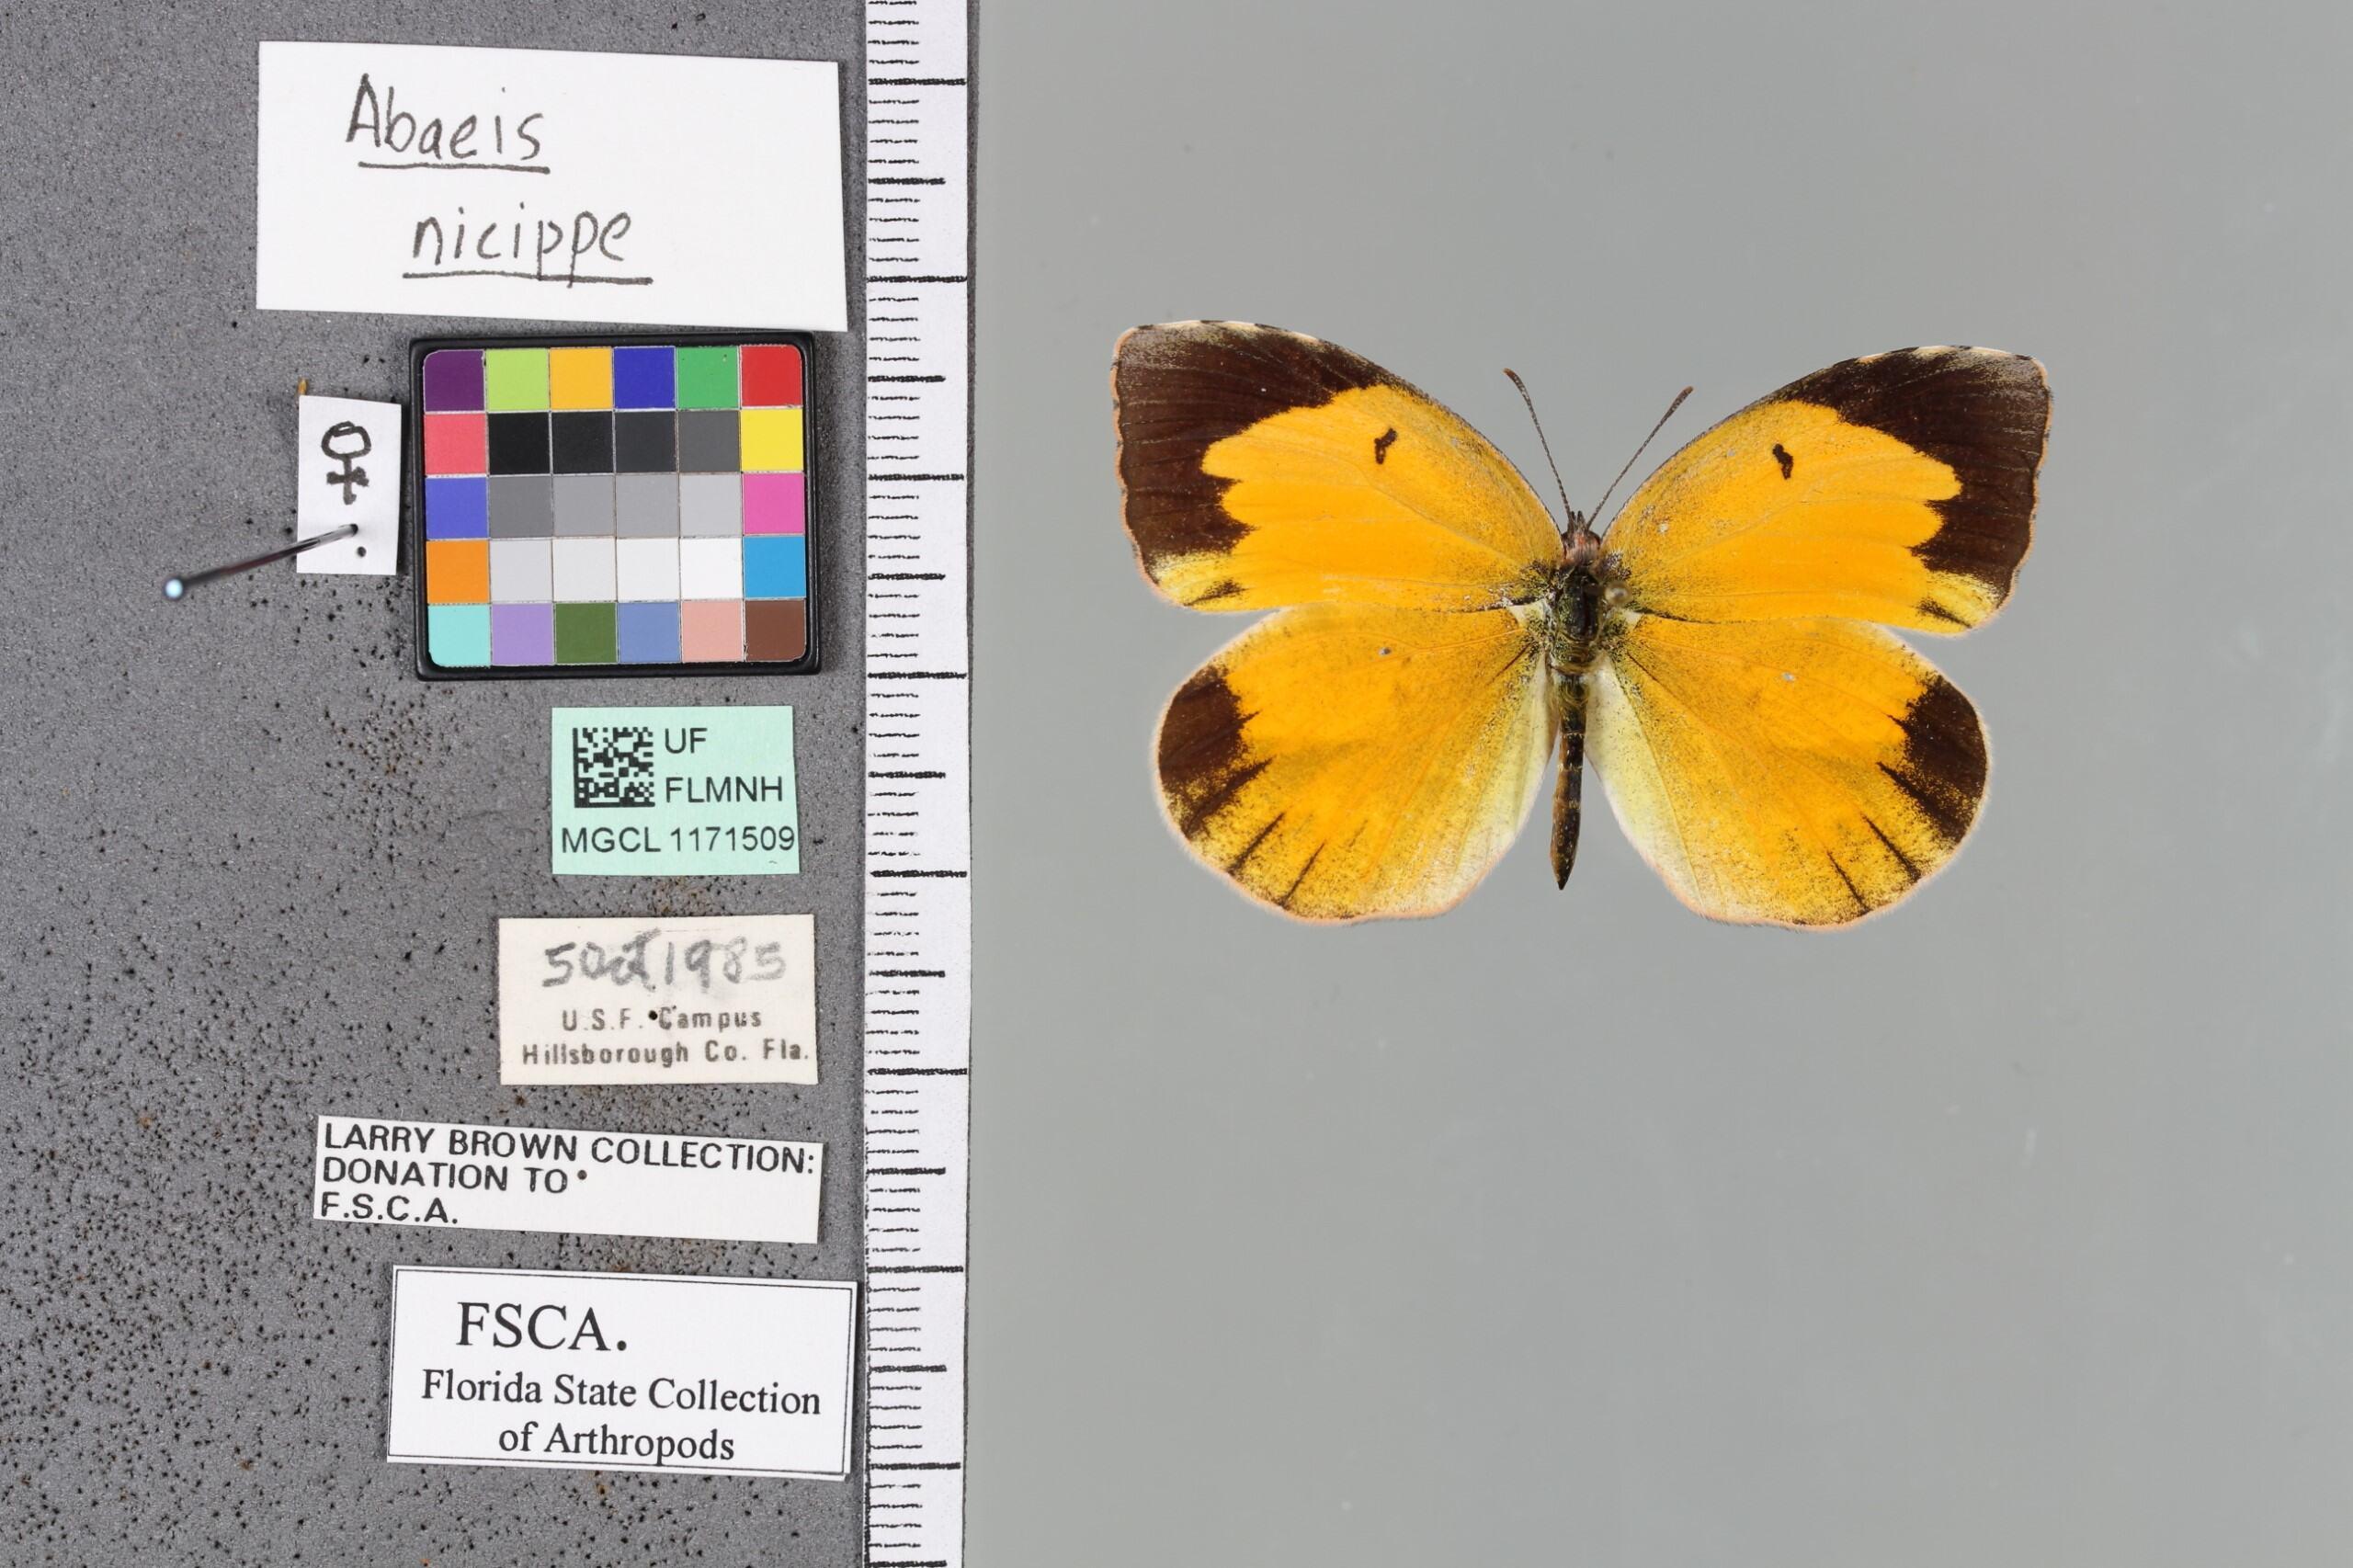 Abaeis
nicippe
♀
UF
FLMNH
MGCL 1171509
5 Oct 1985
U.S.F. Campus
Hillsborough Co. Fla.
LARRY BROWN COLLECTION:
DONATION TO
F.S.C.A.
FSCA.
Florida State Collection
of Arthropods